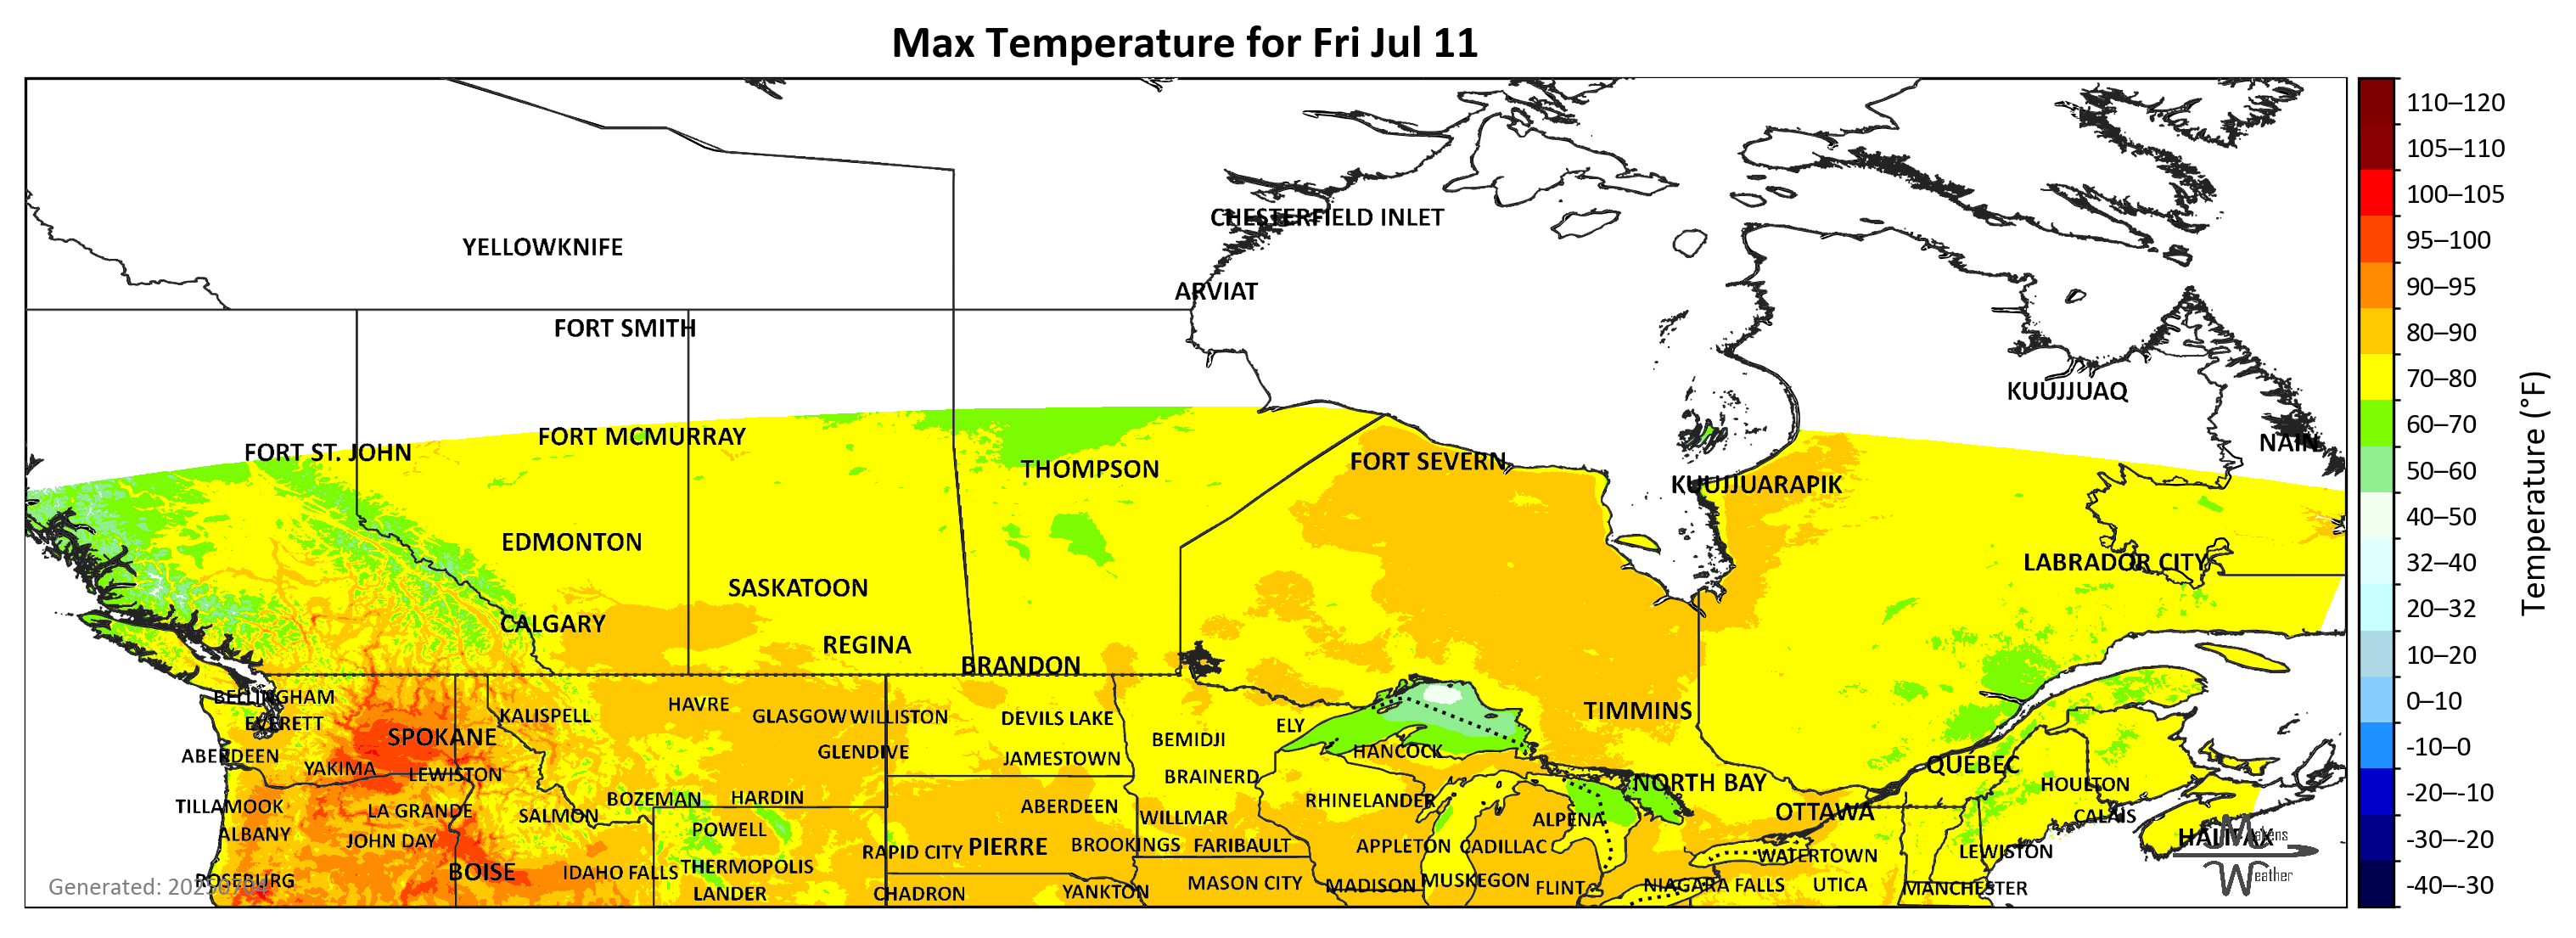 Max Temperature for Fri Jul 11
CHESTERFIELD INLET
YELLOWKNIFE
ARVIAT
FORT SMITH
KUUJJUAQ
FORT MCMURRAY
NAIN
FORT ST. JOHN
FORT SEVERN
THOMPSON
KUUJJUARAPIK
EDMONTON
LABRADOR CITY
SASKATOON
CALGARY
REGINA
BRANDON
BELLINGHAM
HAVRE
TIMMINS
KALISPELL
GLASGOW
WILLISTON
DEVILS LAKE
EVERETT
ELY
SPOKANE
BEMIDJI
ABERDEEN
GLENDIVE
JAMESTOWN
HANCOCK
QUÉBEC
YAKIMA
LEWISTON
BRAINERD
NORTH BAY
HOULTON
BOZEMAN
HARDIN
RHINELANDER
TILLAMOOK
LA GRANDE
SALMON
ABERDEEN
WILLMAR
ALPENA
OTTAWA
CALAIS
ALBANY
JOHN DAY
POWELL
HALIFAX
RAPID CITY
PIERRE
BROOKINGS
FARIBAULT
APPLETON
CADILLAC
WATERTOWN
LEWISTON
BOISE
IDAHO FALLS
THERMOPOLIS
ROSEBURG
MASON CITY
MADISON
MUSKEGON
FLINT
NIAGARA FALLS
UTICA
MANCHESTER
LANDER
CHADRON
YANKTON
Generated: 20250704
Makens
Weather
110–120
105–110
100–105
95–100
90–95
80–90
70–80
60–70
50–60
40–50
32–40
20–32
10–20
0–10
-10–0
-20–-10
-30–-20
-40–-30
Temperature (°F)